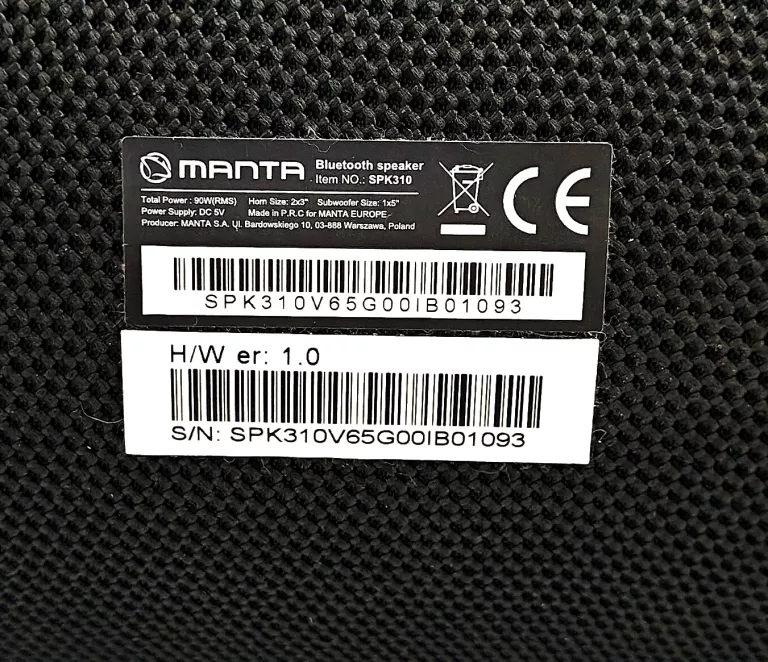 MANTA
Bluetooth speaker
Item NO.: SPK310
Total Power : 90W(RMS) Horn Size: 2x3" Subwoofer Size: 1x5"
Power Supply: DC 5V Made in P.R.C for MANTA EUROPE
Producer: MANTA S.A. Ul. Bardowskiego 10, 03-888 Warszawa, Poland
CE
SPK310V65G00IB01093
H/W er: 1.0
S/N: SPK310V65G00IB01093